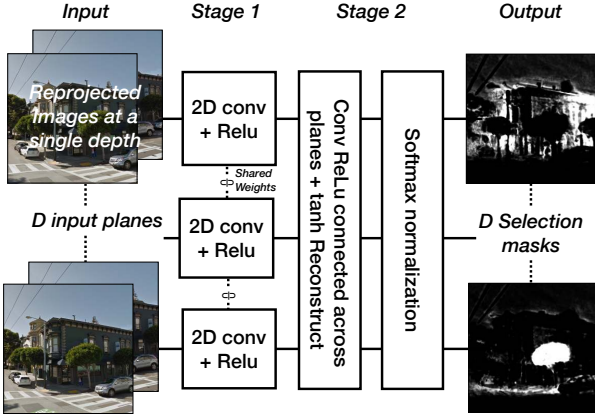 Input
Stage 1
Stage 2
Output
Reprojected
Images at a
single depth
2D conv
+ Relu
Shared
Weights
D input planes
2D conv
+ Relu
2D conv
+ Relu
Conv ReLu connected across
planes + tanh Reconstruct
Softmax normalization
D Selection
masks